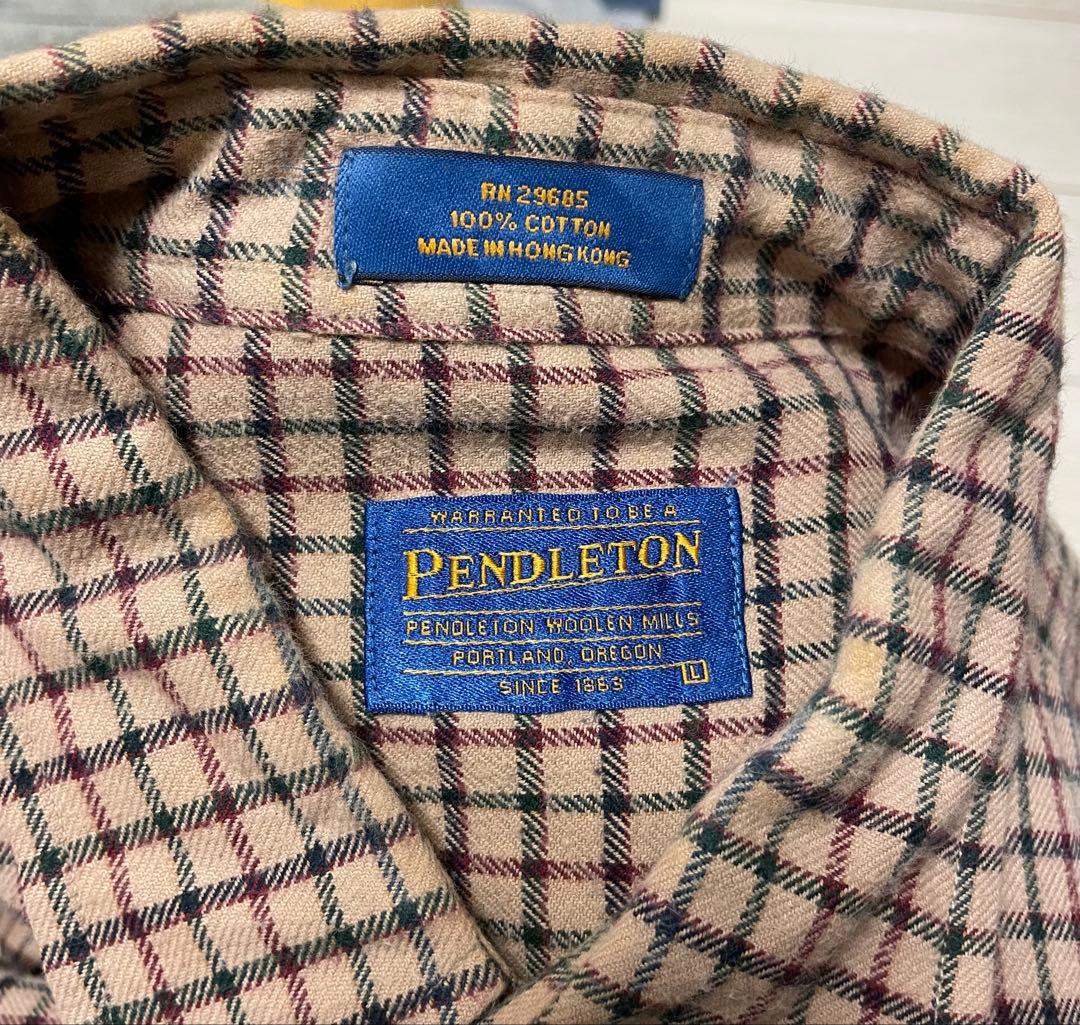 RN 29685
100% COTTON
MADE IN HONG KONG
WARRANTED TO BE A
PENDLETON
PENDLETON WOOLEN MILLS
PORTLAND, OREGON
SINCE 1863
L